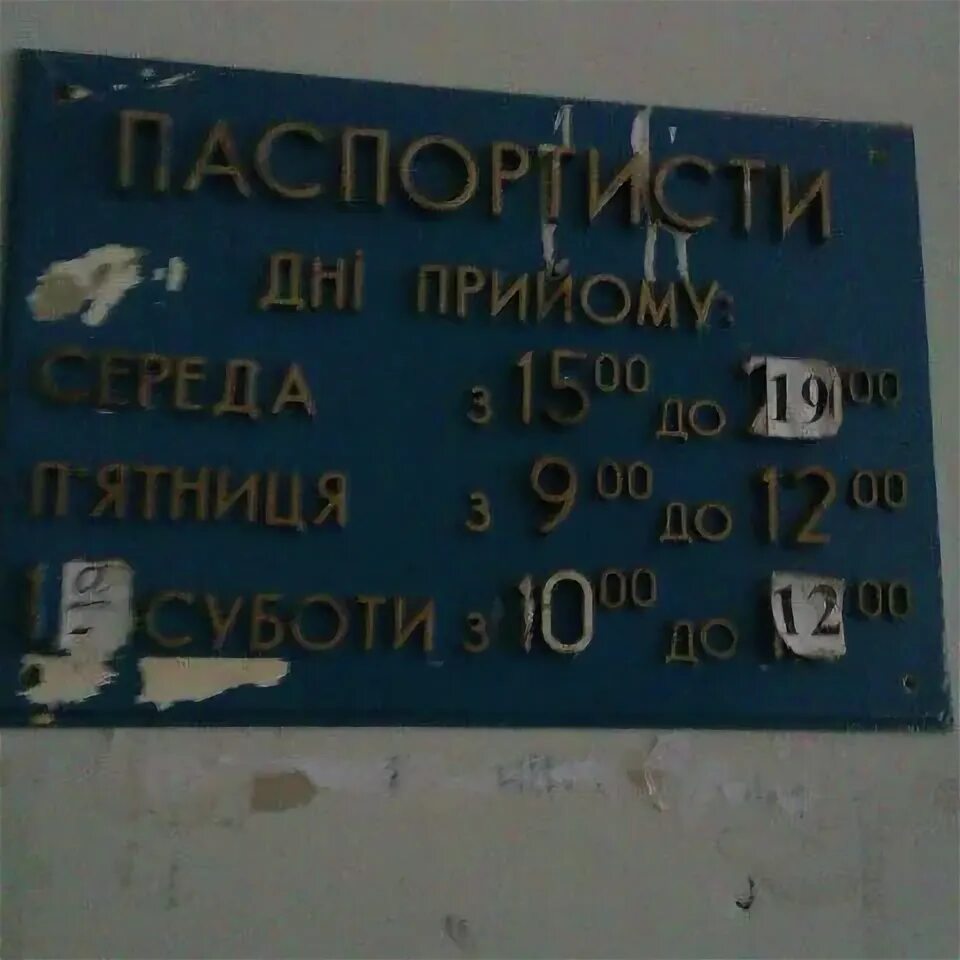 ПАСПОРТИСТИ
ДНІ ПРИЙОМУ:
СЕРЕДА з 15 00 до 19 00
П'ЯТНИЦЯ з 9 00 до 12 00
СУБОТИ з 10 00 до 12 00